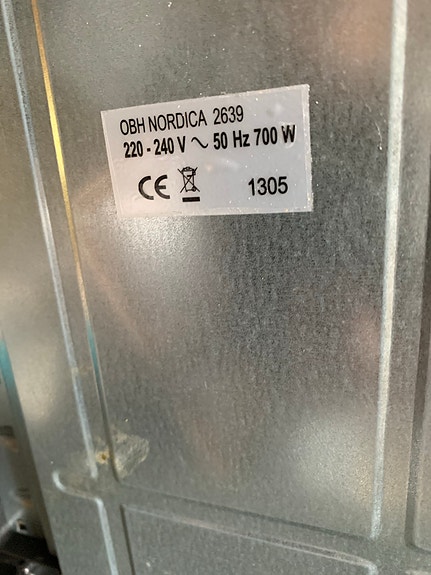 OBH NORDICA 2639
220 - 240 V ~ 50 Hz 700 W
CE 1305